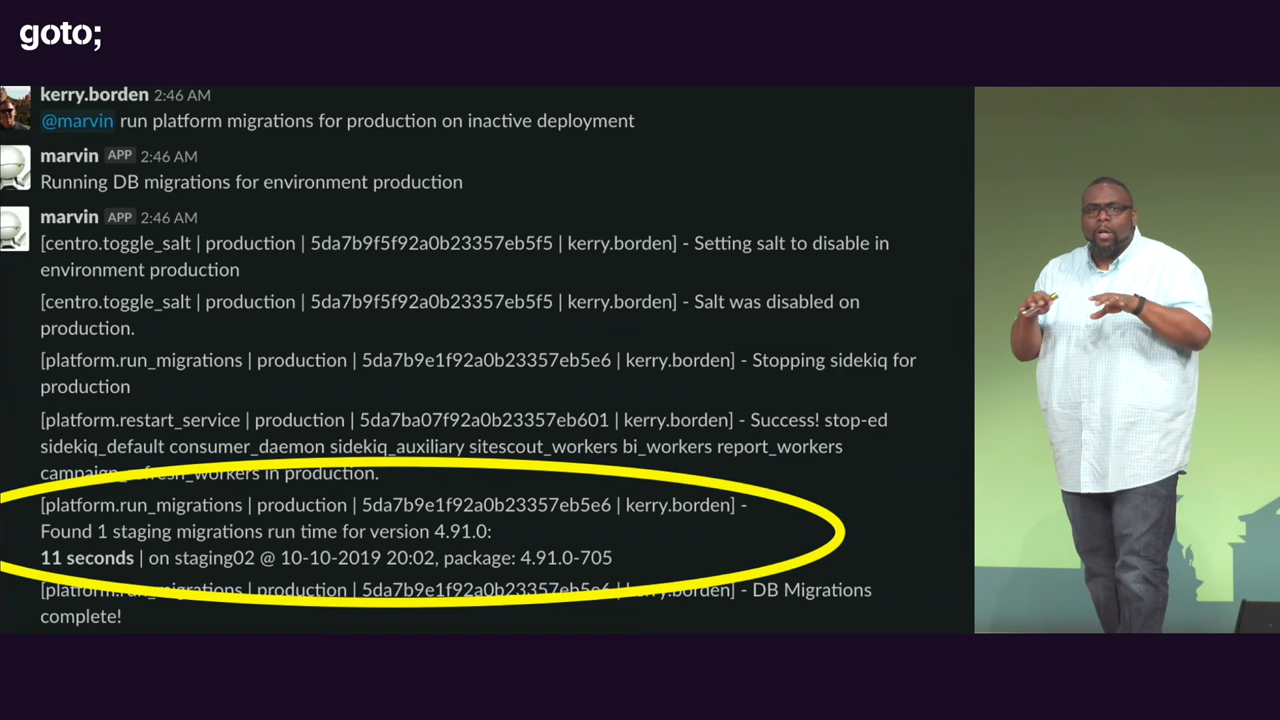 goto;
kerry.borden 2:46 AM
@marvin run platform migrations for production on inactive deployment
marvin APP 2:46 AM
Running DB migrations for environment production
marvin APP 2:46 AM
[centro.toggle_salt | production | 5da7b9f5f92a0b23357eb5f5 | kerry.borden] - Setting salt to disable in
environment production
[centro.toggle_salt | production | 5da7b9f5f92a0b23357eb5f5 | kerry.borden] - Salt was disabled on
production.
[platform.run_migrations | production | 5da7b9e1f92a0b23357eb5e6 | kerry.borden] - Stopping sidekiq for
production
[platform.restart_service | production | 5da7ba07f92a0b23357eb601 | kerry.borden] - Success! stop-ed
sidekiq_default consumer_daemon sidekiq_auxiliary sitescout_workers bi_workers report_workers
campaign_refresh_workers in production.
[platform.run_migrations | production | 5da7b9e1f92a0b23357eb5e6 | kerry.borden] -
Found 1 staging migrations run time for version 4.91.0:
11 seconds | on staging02 @ 10-10-2019 20:02, package: 4.91.0-705
[platform.run_migrations | production | 5da7b9e1f92a0b23357eb5e6 | kerry.borden] - DB Migrations
complete!